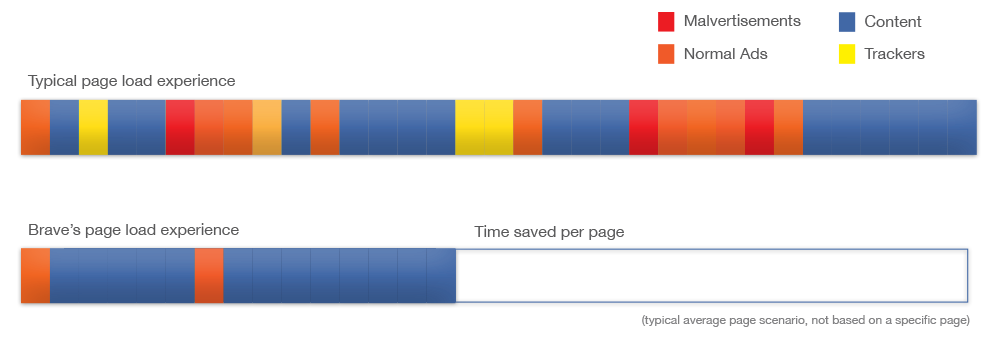 Malvertisements
Content
Normal Ads
Trackers
Typical page load experience
Brave’s page load experience
Time saved per page
(typical average page scenario, not based on a specific page)